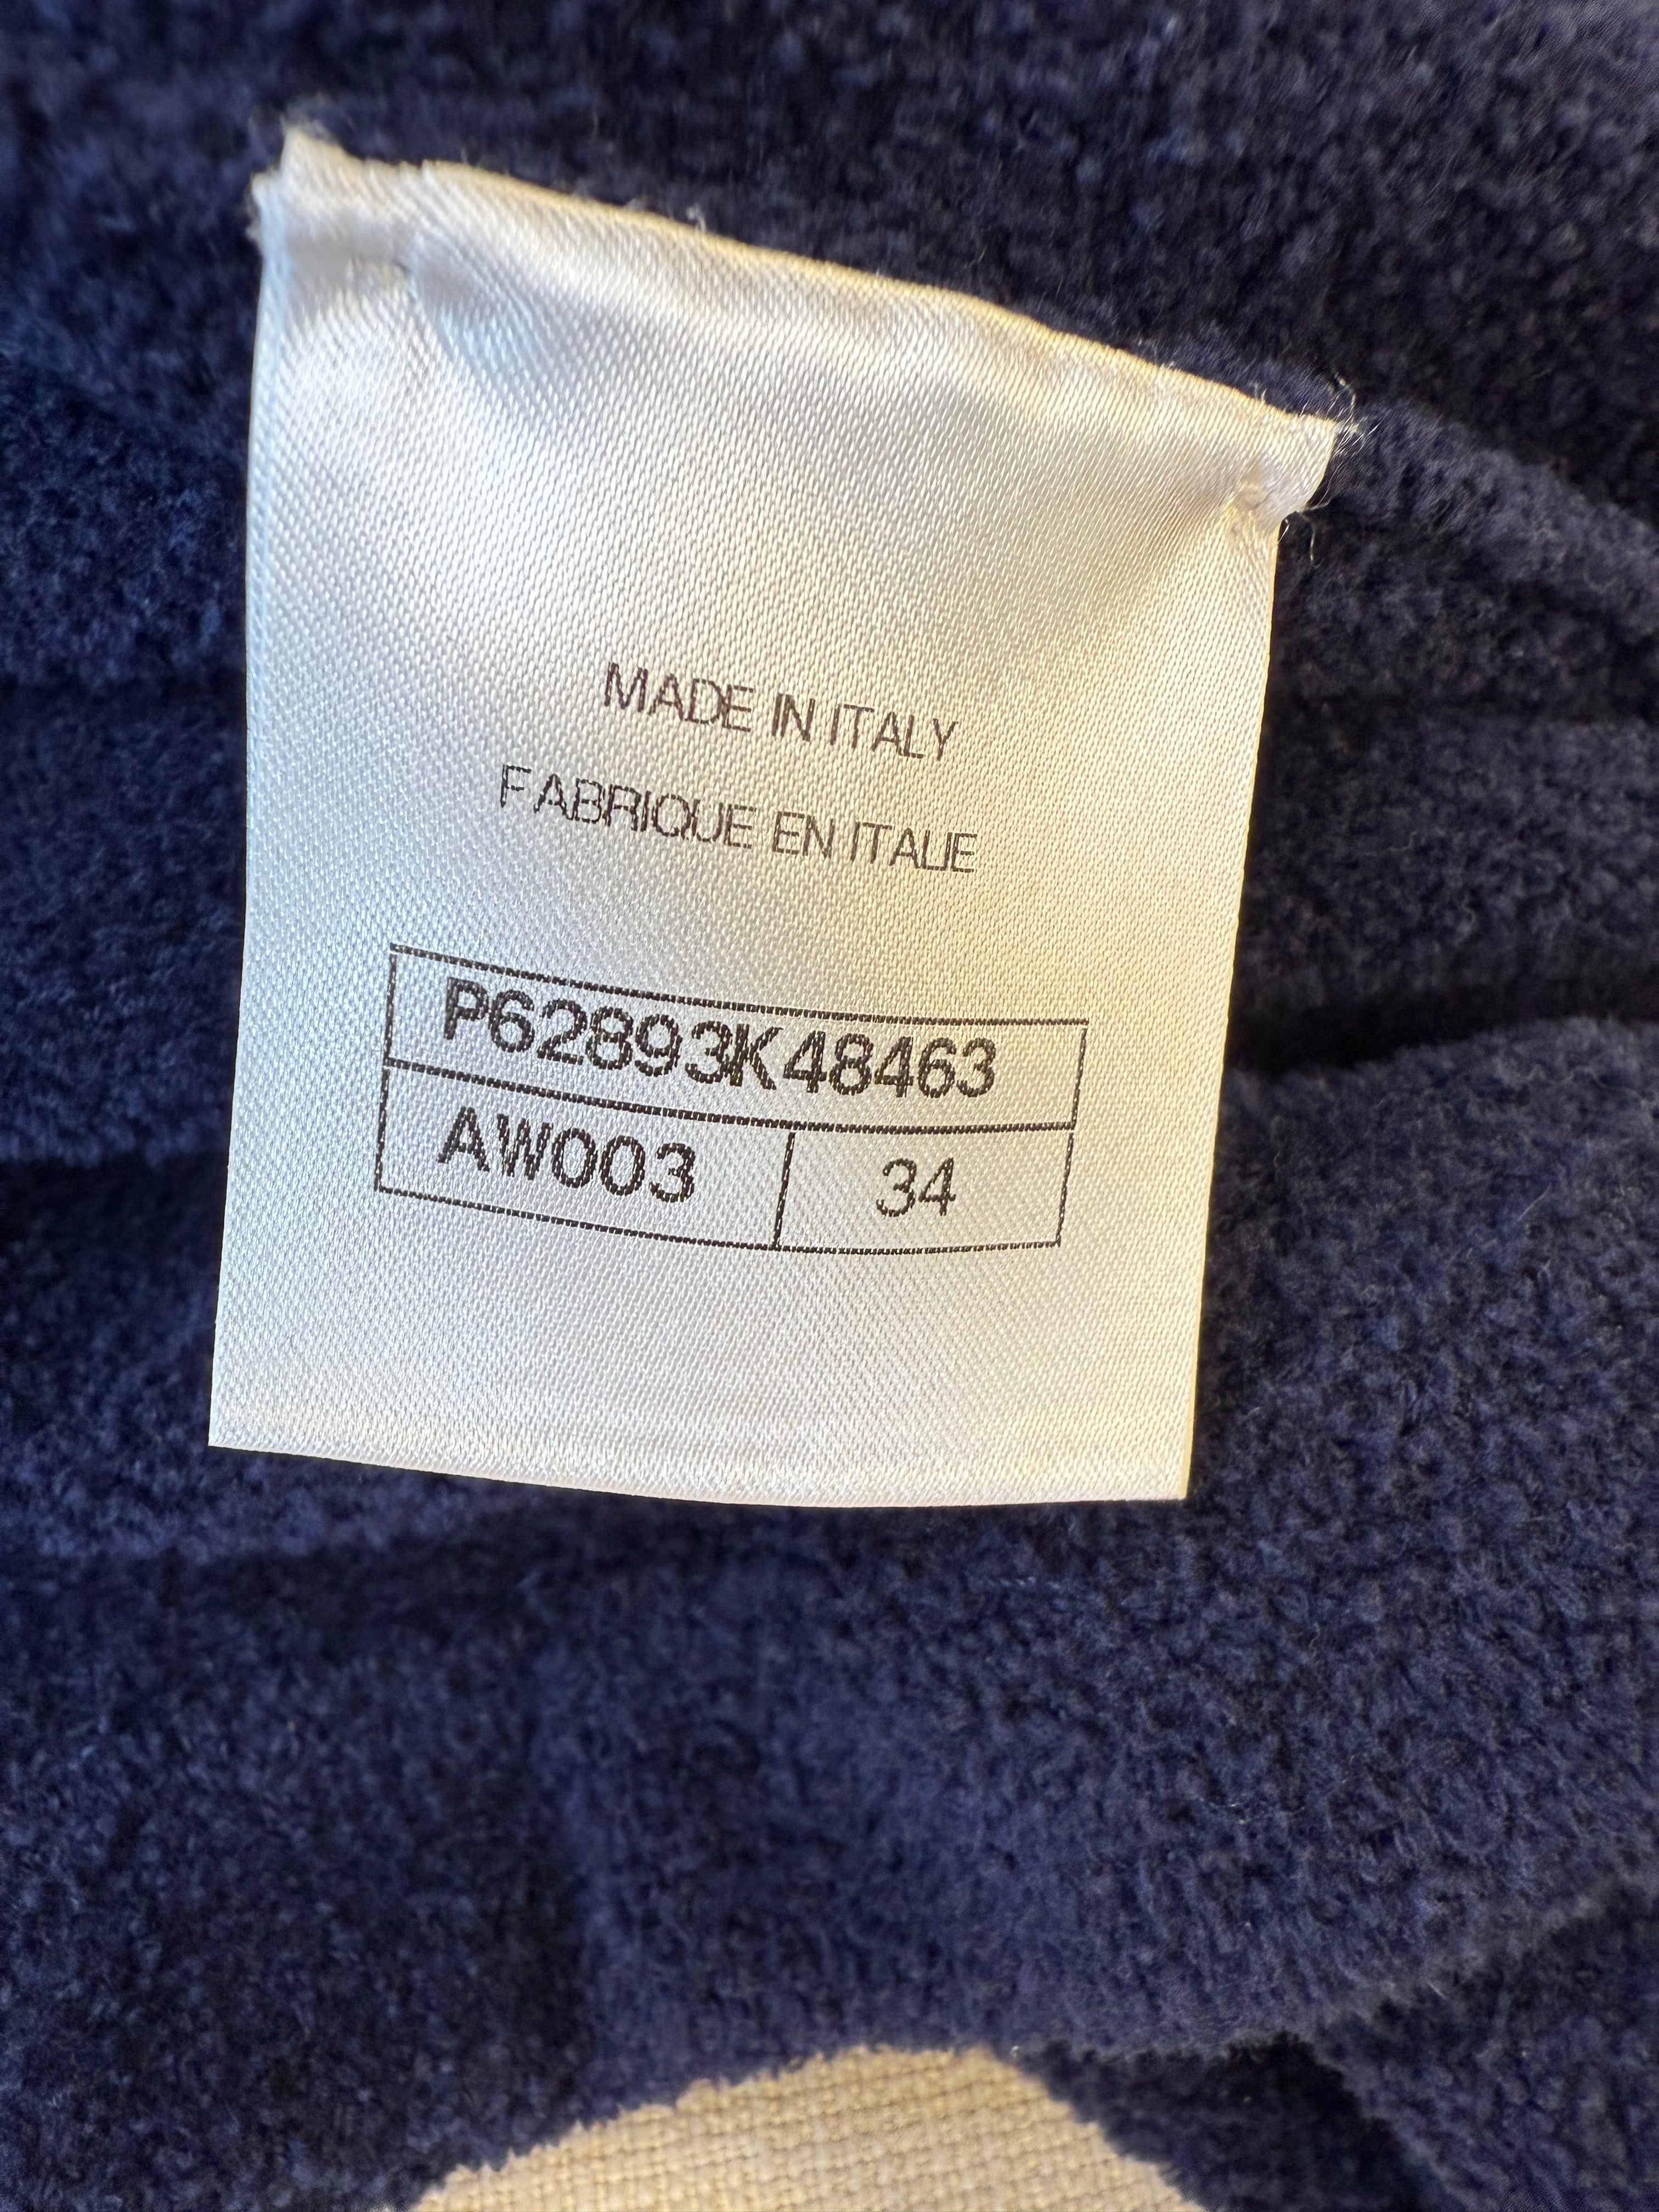 MADE IN ITALY
FABRIQUE EN ITALIE
P62893K48463
AW003 34